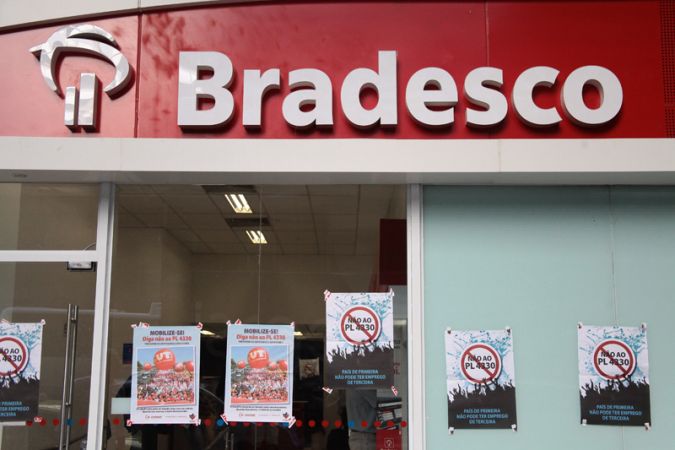 Bradesco
MOBILIZE-SE!
Diga não ao PL 4330
MOBILIZE-SE!
Diga não ao PL 4330
NÃO AO
PL 4330
PAÍS DE PRIMEIRA
NÃO PODE TER EMPREGO
DE TERCEIRA
NÃO AO
PL 4330
PAÍS DE PRIMEIRA
NÃO PODE TER EMPREGO
DE TERCEIRA
NÃO AO
PL 4330
PAÍS DE PRIMEIRA
NÃO PODE TER EMPREGO
DE TERCEIRA